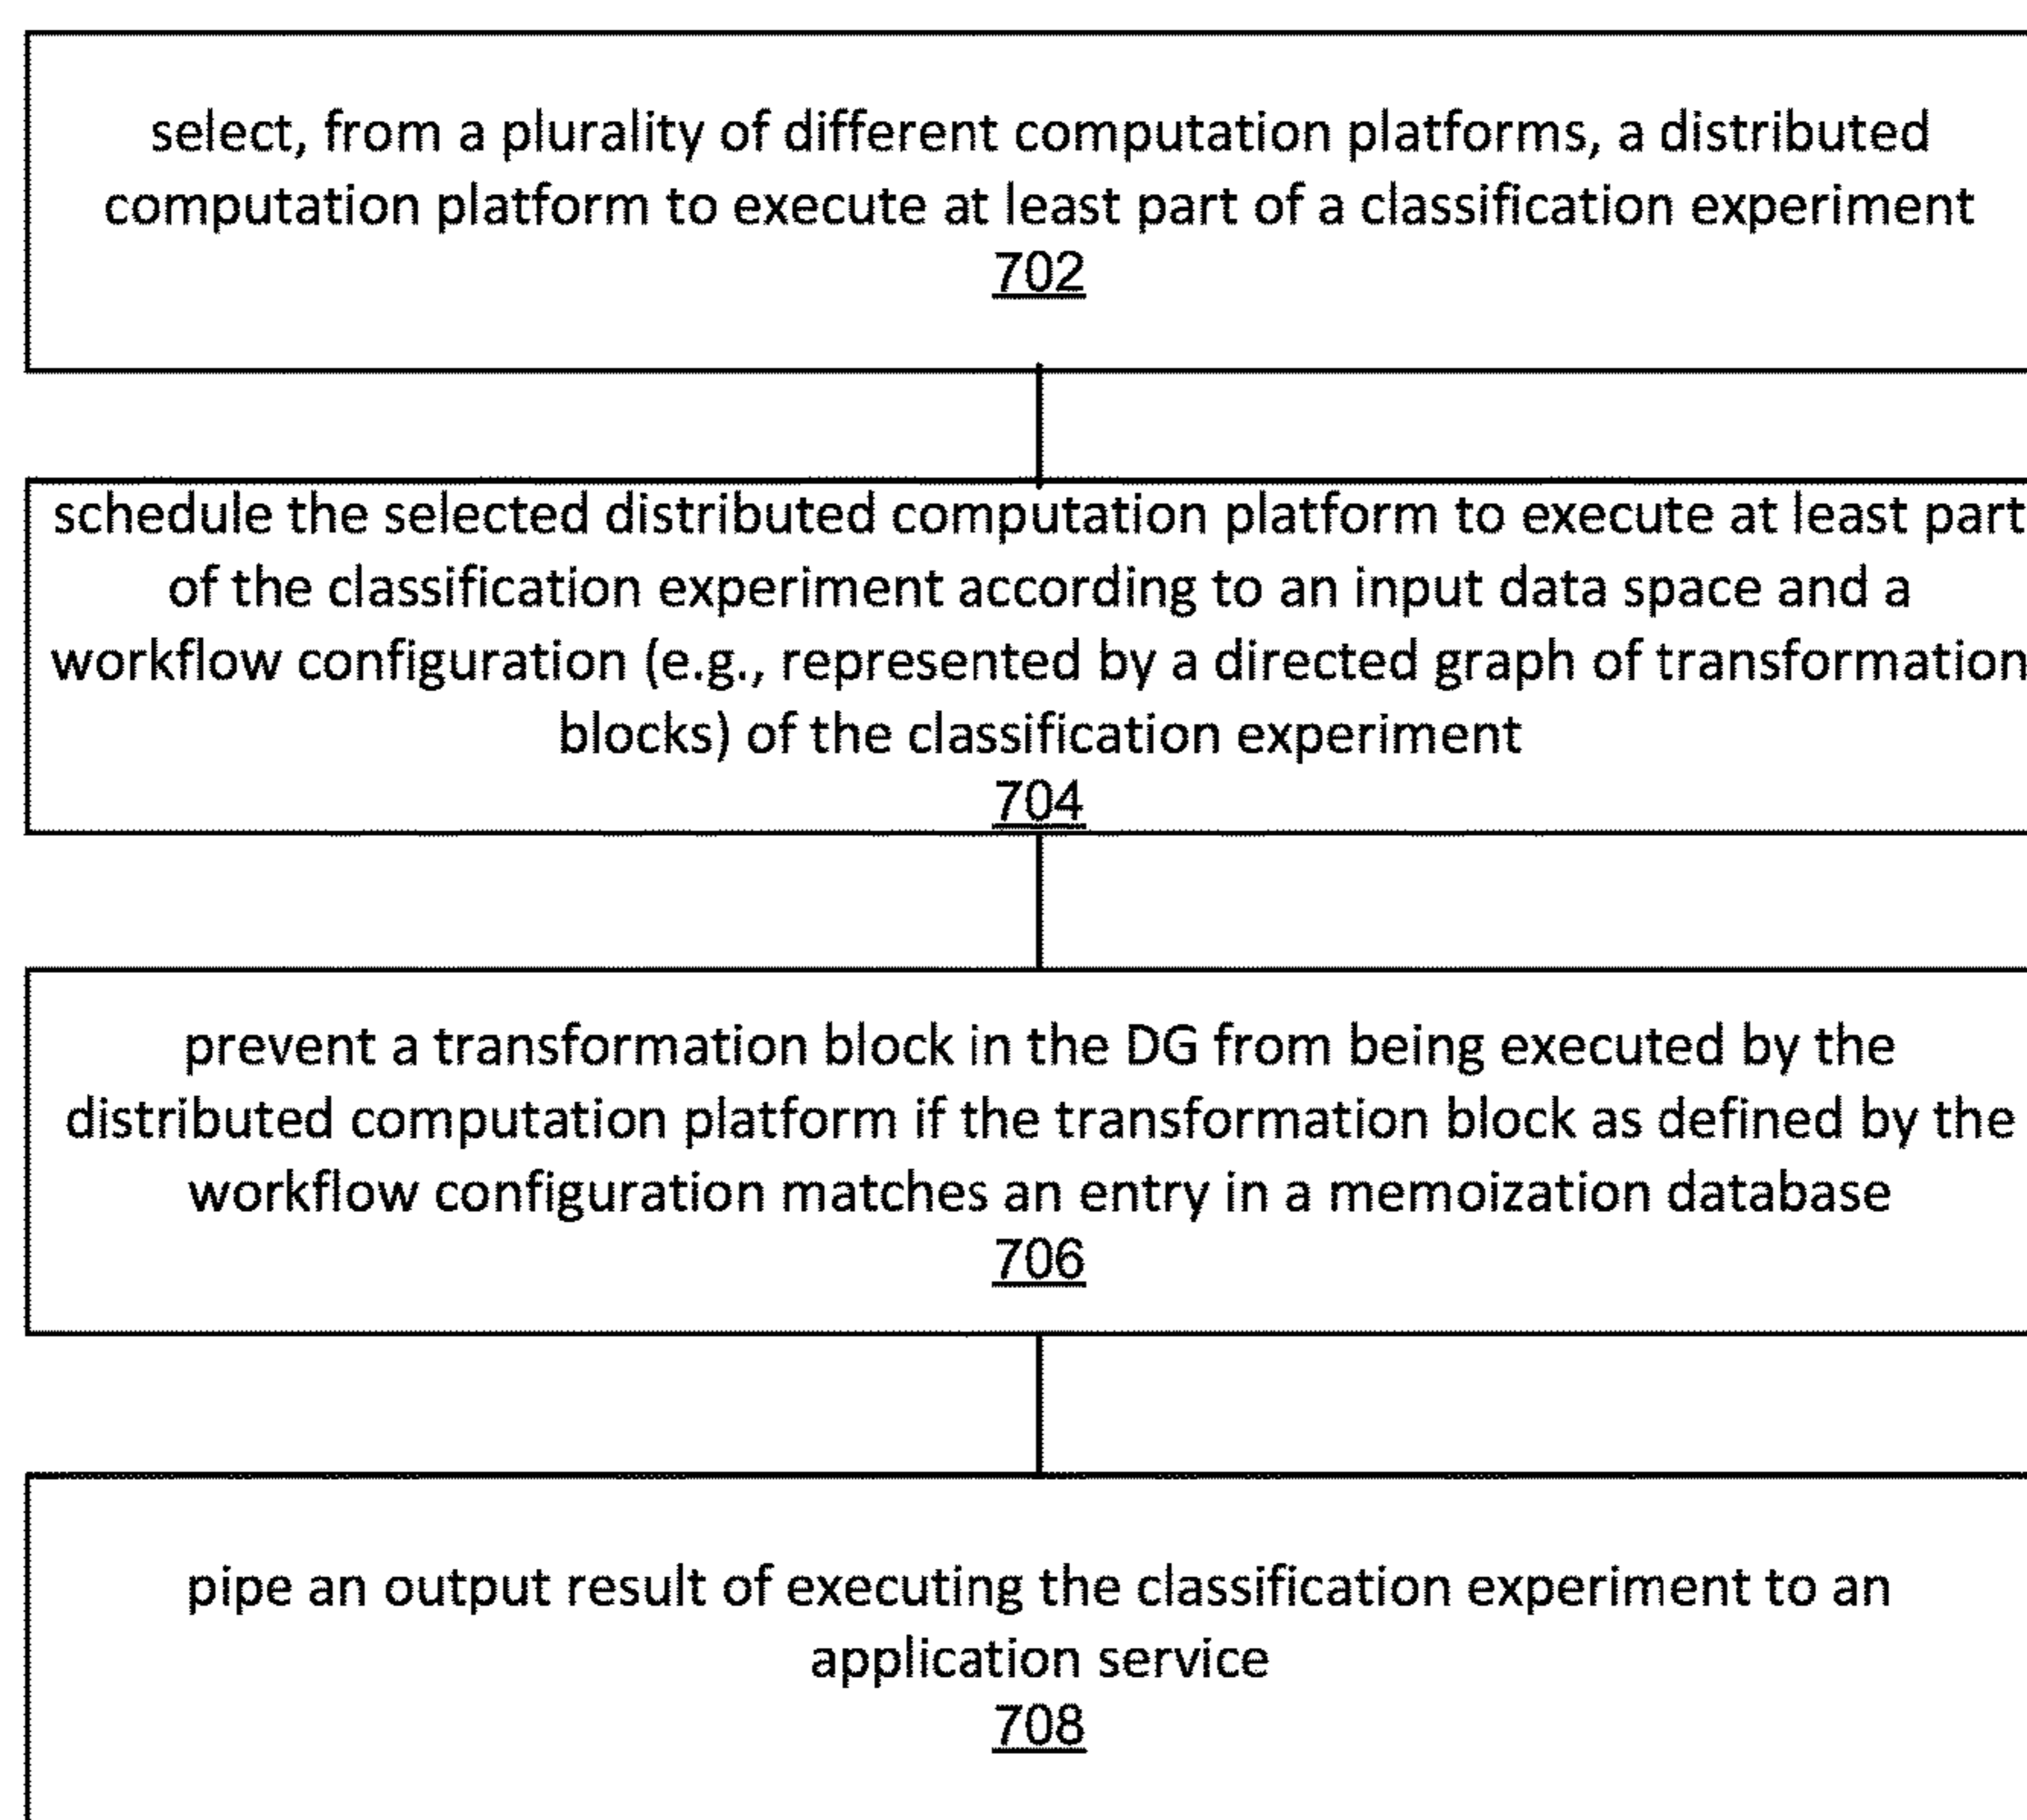 select, from a plurality of different computation platforms, a distributed
computation platform to execute at least part of a classification experiment
702
schedule the selected distributed computation platform to execute at least part
of the classification experiment according to an input data space and a
workflow configuration (e.g., represented by a directed graph of transformation
blocks) of the classification experiment
704
prevent a transformation block in the DG from being executed by the
distributed computation platform if the transformation block as defined by the
workflow configuration matches an entry in a memoization database
706
pipe an output result of executing the classification experiment to an
application service
708